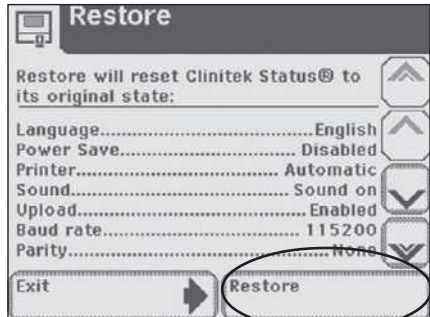 Restore
Restore will reset Clinitek Status® to
its original state:
Language..................................English
Power Save.............................Disabled
Printer............................... Automatic
Sound................................... Sound on
Upload....................................Enabled
Baud rate................................ 115200
Parity........................................None
Exit
Restore